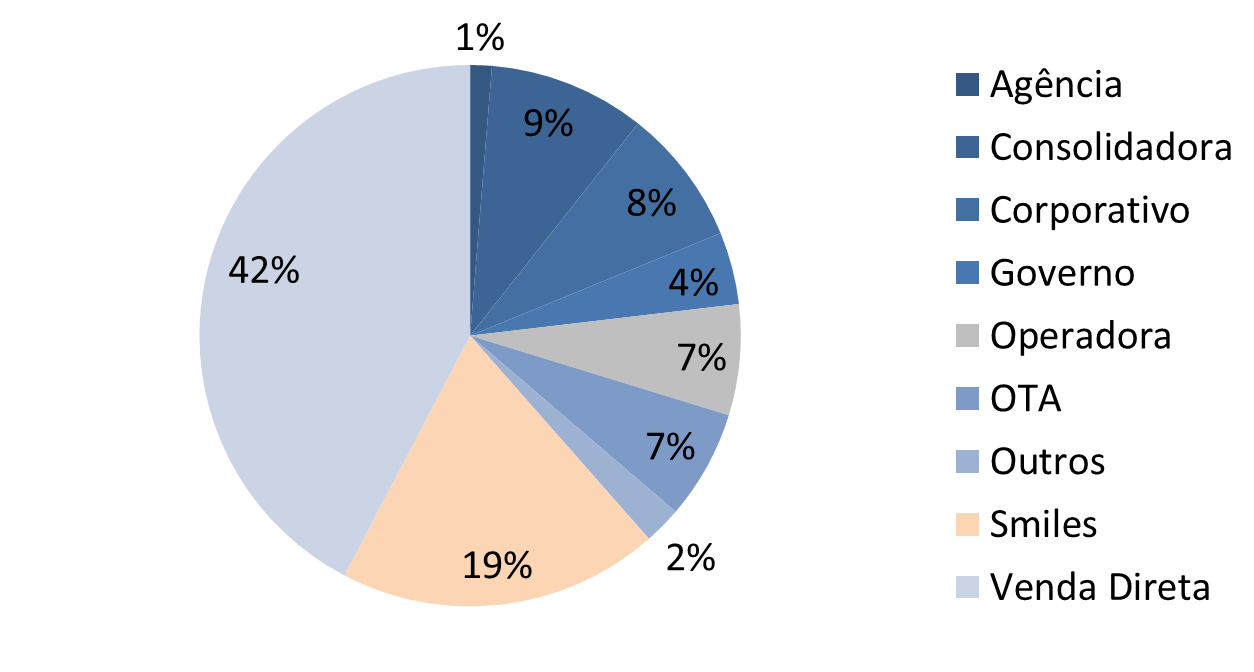 1%
9%
8%
4%
7%
7%
2%
19%
42%
Agência
Consolidadora
Corporativo
Governo
Operadora
OTA
Outros
Smiles
Venda Direta